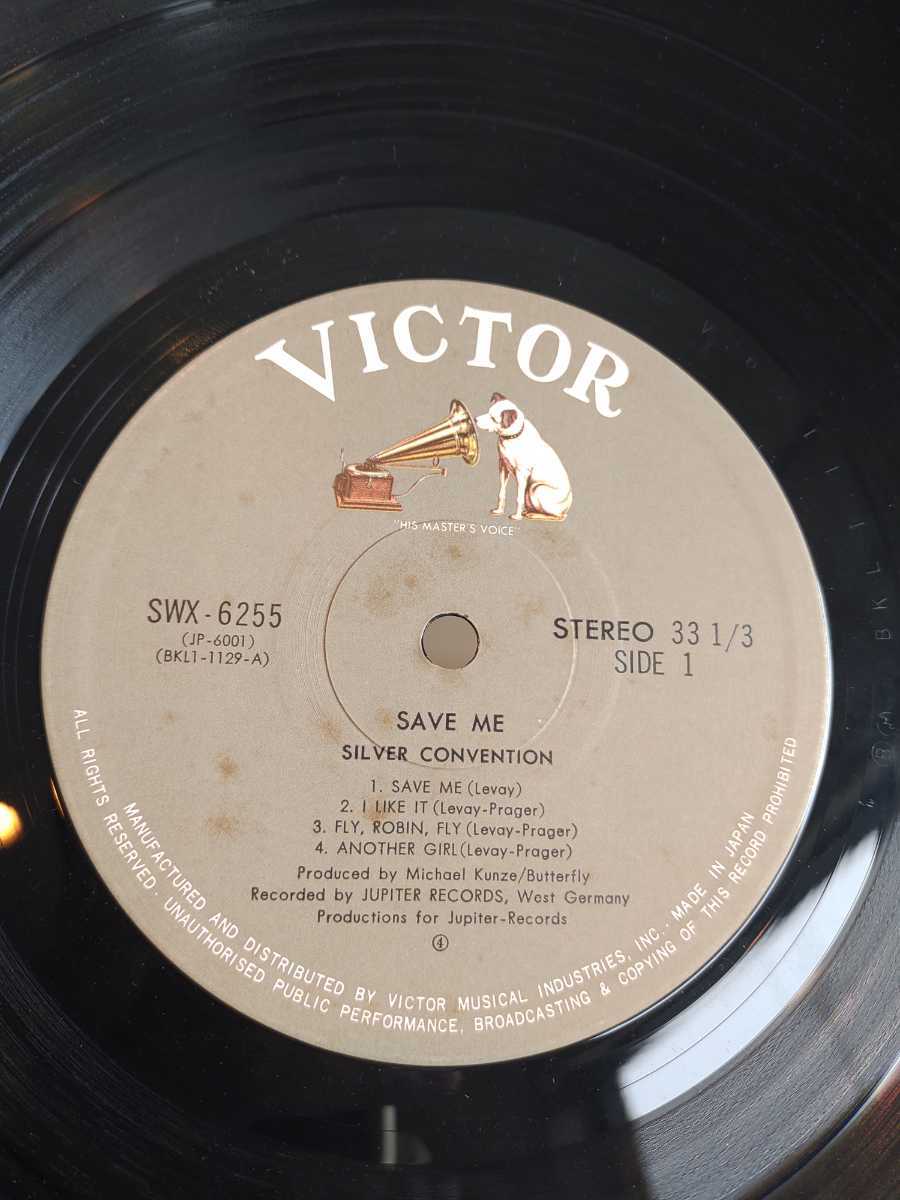 VICTOR
"HIS MASTER'S VOICE"
SWX-6255
(JP-6001)
(BKL1-1129-A)
STEREO 33 1/3
SIDE 1
SAVE ME
SILVER CONVENTION
1. SAVE ME (Levay)
2. I LIKE IT (Levay-Prager)
3. FLY, ROBIN, FLY (Levay-Prager)
4. ANOTHER GIRL (Levay-Prager)
Produced by Michael Kunze/Butterfly
Recorded by JUPITER RECORDS, West Germany
Productions for Jupiter-Records
④
MANUFACTURED AND DISTRIBUTED BY VICTOR MUSICAL INDUSTRIES, INC. · MADE IN JAPAN
ALL RIGHTS RESERVED. UNAUTHORISED PUBLIC PERFORMANCE, BROADCASTING & COPYING OF THIS RECORD PROHIBITED